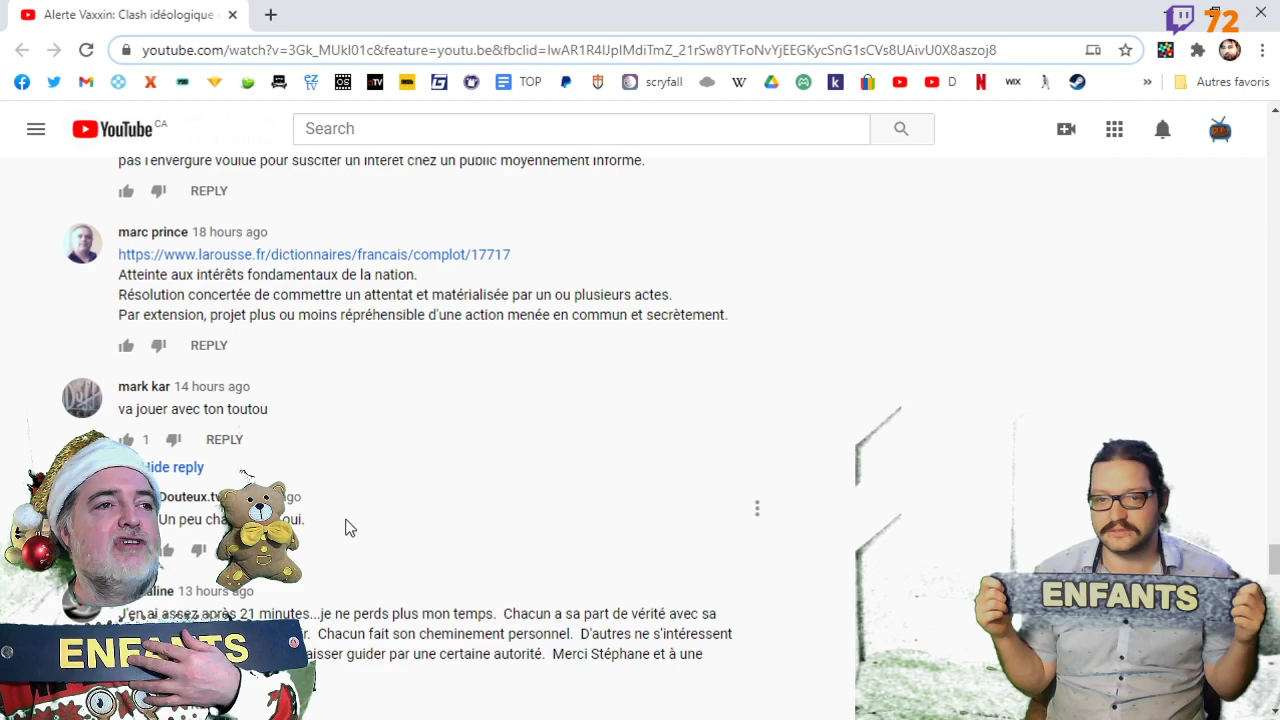 Alerte Vaxxin: Clash idéologique
72
youtube.com/watch?v=3Gk_MUkI01c&feature=youtu.be&fbclid=IwAR1R4lJpIMdiTmZ_21rSw8YTFoNvYjEEGKycSnG1sCVs8UAivU0X8aszoj8
TOP
scryfall
W
D
N
WIX
Autres favoris
YouTube CA
Search
pas l'envergure voulue pour susciter un intérêt chez un public moyennement informé.
REPLY
marc prince 18 hours ago
https://www.larousse.fr/dictionnaires/francais/complot/17717
Atteinte aux intérêts fondamentaux de la nation.
Résolution concertée de commettre un attentat et matérialisée par un ou plusieurs actes.
Par extension, projet plus ou moins répréhensible d'une action menée en commun et secrètement.
REPLY
mark kar 14 hours ago
va jouer avec ton toutou
1 REPLY
Hide reply
Douteux.tv ago
Un peu oui.
13 hours ago
J'en ai assez après 21 minutes...je ne perds plus mon temps. Chacun a sa part de vérité avec sa
Chacun fait son cheminement personnel. D'autres ne s'intéressent
laisser guider par une certaine autorité. Merci Stéphane et à une
ENFANTS
ENFANTS